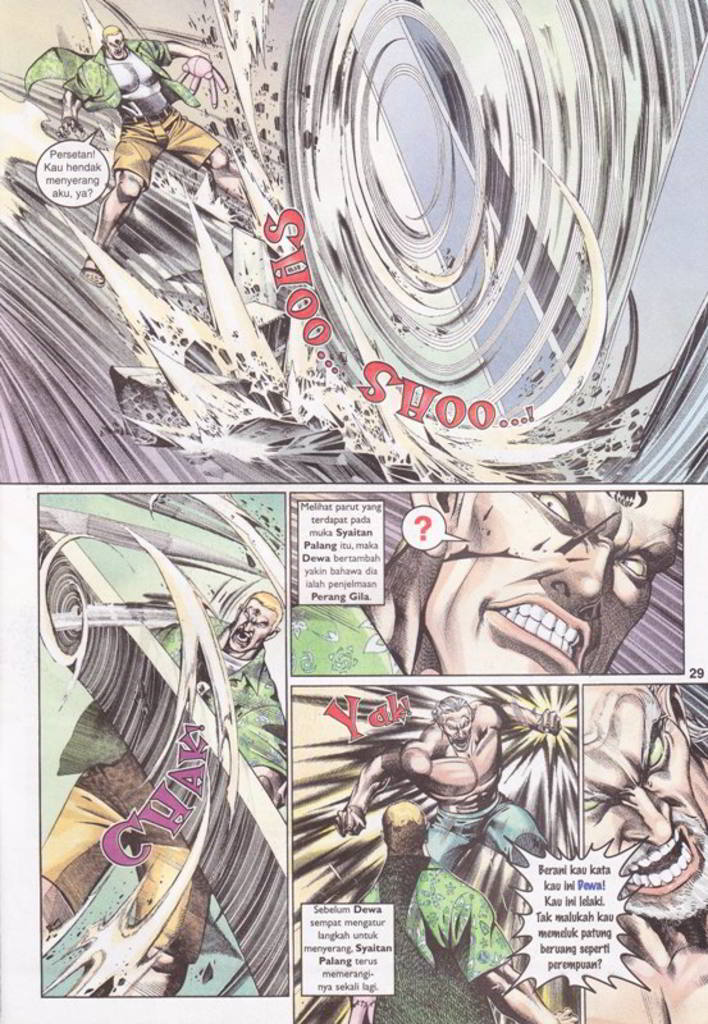 Persetan!
Kau hendak
menyerang
aku, ya?
SHOO...
SHOO...!
CHAK!
Melihat parut yang
terdapat pada
muka Syaitan
Palang itu, maka
Dewa bertambah
yakin bahawa dia
ialah penjelmaan
Perang Gila.
?
29
Yak!
Sebelum Dewa
sempat mengatur
langkah untuk
menyerang, Syaitan
Palang terus
memerangi-
nya sekali lagi.
Berani kau kata
kau ini Dewa!
Kau ini lelaki.
Tak malukah kau
memeluk patung
beruang seperti
perempuan?